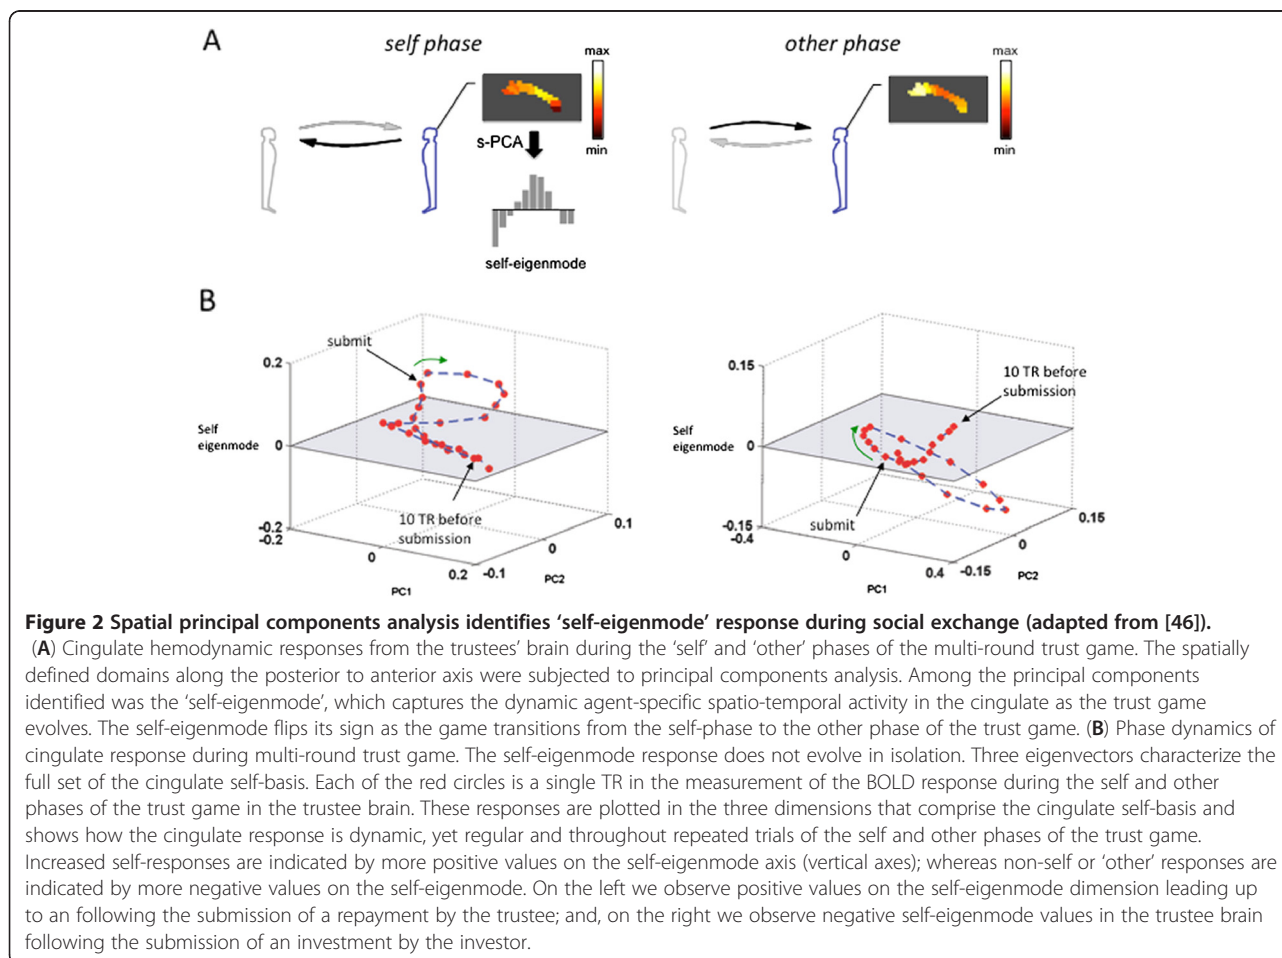 A
self phase
other phase
max
max
s-PCA
min
min
self-eigenmode
B
submit
0.2
Self
eigenmode
0
-0.2
-0.2
0
0.2
PC1
-0.1
0
0.1
PC2
10 TR before
submission
0.15
Self
eigenmode
0
-0.15
-0.4
0
0.4
PC1
-0.15
0
0.15
PC2
10 TR before
submission
submit
Figure 2 Spatial principal components analysis identifies ‘self-eigenmode’ response during social exchange (adapted from [46]).
(A) Cingulate hemodynamic responses from the trustees’ brain during the ‘self’ and ‘other’ phases of the multi-round trust game. The spatially
defined domains along the posterior to anterior axis were subjected to principal components analysis. Among the principal components
identified was the ‘self-eigenmode’, which captures the dynamic agent-specific spatio-temporal activity in the cingulate as the trust game
evolves. The self-eigenmode flips its sign as the game transitions from the self-phase to the other phase of the trust game. (B) Phase dynamics of
cingulate response during multi-round trust game. The self-eigenmode response does not evolve in isolation. Three eigenvectors characterize the
full set of the cingulate self-basis. Each of the red circles is a single TR in the measurement of the BOLD response during the self and other
phases of the trust game in the trustee brain. These responses are plotted in the three dimensions that comprise the cingulate self-basis and
shows how the cingulate response is dynamic, yet regular and throughout repeated trials of the self and other phases of the trust game.
Increased self-responses are indicated by more positive values on the self-eigenmode axis (vertical axes); whereas non-self or ‘other’ responses are
indicated by more negative values on the self-eigenmode. On the left we observe positive values on the self-eigenmode dimension leading up
to an following the submission of a repayment by the trustee; and, on the right we observe negative self-eigenmode values in the trustee brain
following the submission of an investment by the investor.